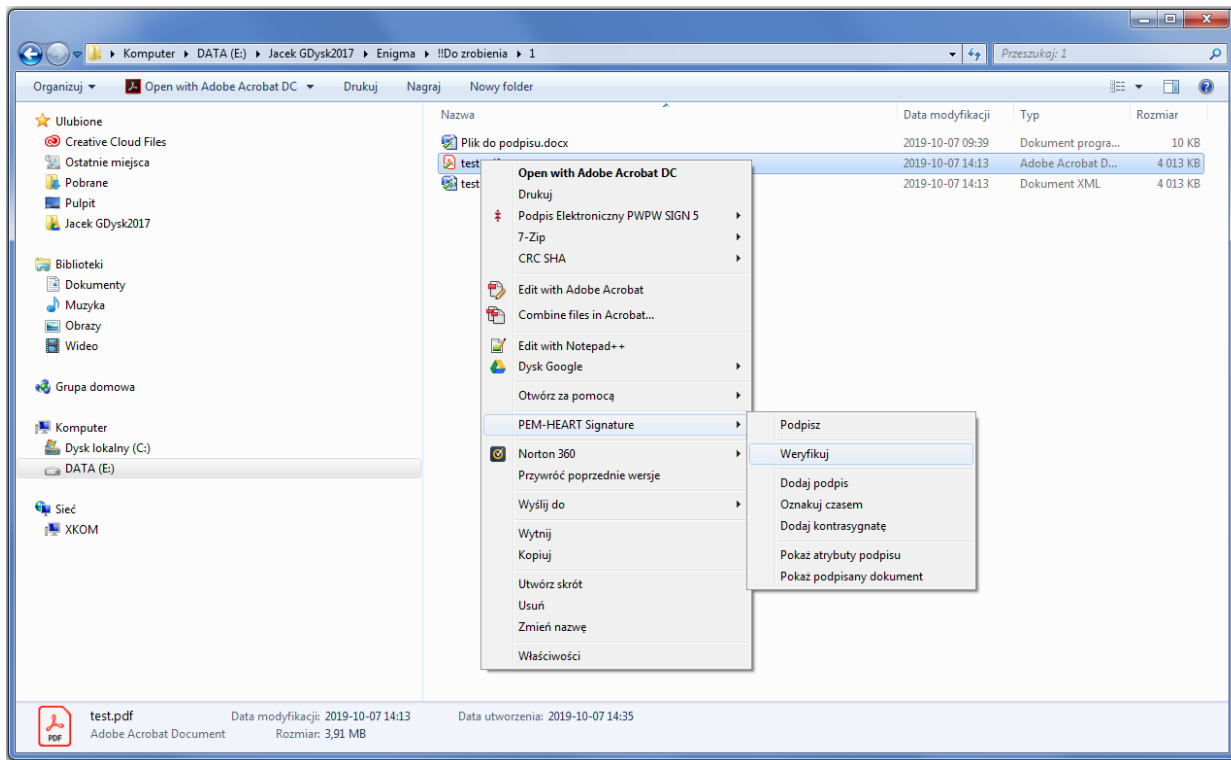 Komputer ▸ DATA (E:) ▸ Jacek GDysk2017 ▸ Enigma ▸ !!Do zrobienia ▸ 1
Przeszukaj: 1
Organizuj Open with Adobe Acrobat DC Drukuj Nagraj Nowy folder
Ulubione
Creative Cloud Files
Ostatnie miejsca
Pobrane
Pulpit
Jacek GDysk2017
Biblioteki
Dokumenty
Muzyka
Obrazy
Wideo
Grupa domowa
Komputer
Dysk lokalny (C:)
DATA (E:)
Sieć
XKOM
Nazwa Data modyfikacji Typ Rozmiar
Plik do podpisu.docx 2019-10-07 09:39 Dokument progra... 10 KB
test 2019-10-07 14:13 Adobe Acrobat D... 4 013 KB
test 2019-10-07 14:13 Dokument XML 4 013 KB
Open with Adobe Acrobat DC
Drukuj
Podpis Elektroniczny PWPW SIGN 5
7-Zip
CRC SHA
Edit with Adobe Acrobat
Combine files in Acrobat...
Edit with Notepad++
Dysk Google
Otwórz za pomocą
PEM-HEART Signature
Norton 360
Przywróć poprzednie wersje
Wyślij do
Wytnij
Kopiuj
Utwórz skrót
Usuń
Zmień nazwę
Właściwości
Podpisz
Weryfikuj
Dodaj podpis
Oznakuj czasem
Dodaj kontrasygnatę
Pokaż atrybuty podpisu
Pokaż podpisany dokument
PDF
test.pdf Data modyfikacji: 2019-10-07 14:13 Data utworzenia: 2019-10-07 14:35
Adobe Acrobat Document Rozmiar: 3,91 MB